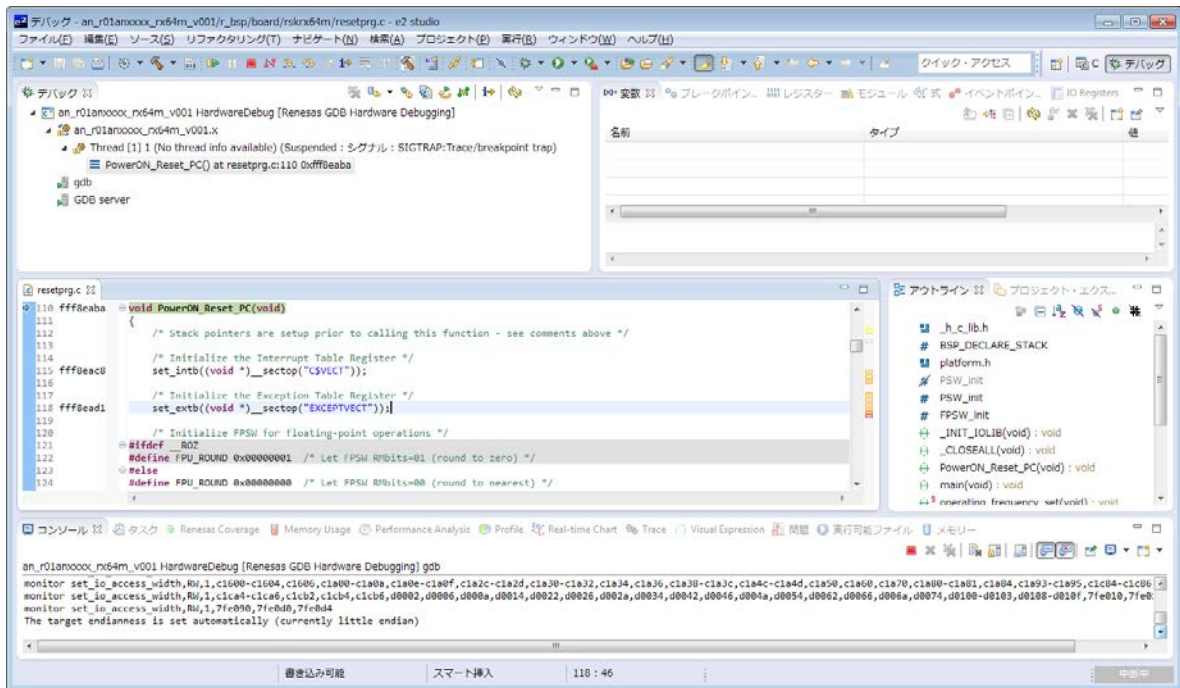 デバッグ - an_r01anxxxx_rx64m_v001/r_bsp/board/rskrx64m/resetprg.c - e2 studio
ファイル(F) 編集(E) ソース(S) リファクタリング(T) ナビゲート(N) 検索(A) プロジェクト(P) 実行(R) ウィンドウ(W) ヘルプ(H)
クイック・アクセス C デバッグ
デバッグ
an_r01anxxxx_rx64m_v001 HardwareDebug [Renesas GDB Hardware Debugging]
an_r01anxxxx_rx64m_v001.x
Thread [1] 1 (No thread info available) (Suspended : シグナル : SIGTRAP:Trace/breakpoint trap)
PowerON_Reset_PC() at resetprg.c:110 0xfff8eaba
gdb
GDB server
変数 ブレークポイン.. レジスター モジュール 式 イベントポイン.. IO Registers
名前 タイプ 値
resetprg.c
110 fff8eaba void PowerON_Reset_PC(void)
111 {
112 /* Stack pointers are setup prior to calling this function - see comments above */
113
114 /* Initialize the Interrupt Table Register */
115 fff8eac8 set_intb((void *)__sectop("C$VECT"));
116
117 /* Initialize the Exception Table Register */
118 fff8ead1 set_extb((void *)__sectop("EXCEPTVECT"));
119
120 /* Initialize FPSW for floating-point operations */
121 #ifdef __ROZ
122 #define FPU_ROUND 0x00000001 /* Let FPSW RMbits=01 (round to zero) */
123 #else
124 #define FPU_ROUND 0x00000000 /* Let FPSW RMbits=00 (round to nearest) */
アウトライン プロジェクト・エクス..
_h_c_lib.h
BSP_DECLARE_STACK
platform.h
PSW_init
PSW_init
FPSW_init
_INIT_IOLIB(void) : void
_CLOSEALL(void) : void
PowerON_Reset_PC(void) : void
main(void) : void
operating_frequency_set(void) : void
コンソール タスク Renesas Coverage Memory Usage Performance Analysis Profile Real-time Chart Trace Visual Expression 問題 実行可能ファイル メモリー
an_r01anxxxx_rx64m_v001 HardwareDebug [Renesas GDB Hardware Debugging] gdb
monitor set_io_access_width,RW,1,c1600-c1604,c1606,c1a00-c1a0a,c1a0e-c1a0f,c1a2c-c1a2d,c1a30-c1a32,c1a34,c1a36,c1a38-c1a3c,c1a4c-c1a4d,c1a50,c1a60,c1a70,c1a80-c1a81,c1a84,c1a93-c1a95,c1c84-c1c86
monitor set_io_access_width,RW,1,c1ca4-c1ca6,c1cb2,c1cb4,c1cb6,d0002,d0006,d000a,d0014,d0022,d0026,d002a,d0034,d0042,d0046,d004a,d0054,d0062,d0066,d006a,d0074,d0100-d0103,d0108-d010f,7fe010,7fe0
monitor set_io_access_width,RW,1,7fe090,7fe0d0,7fe0d4
The target endianness is set automatically (currently little endian)
書き込み可能 スマート挿入 118 : 46 中断中